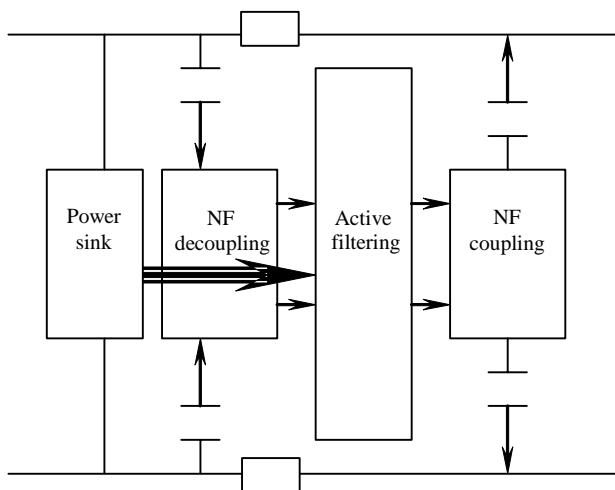 Power
sink
NF
decoupling
Active
filtering
NF
coupling